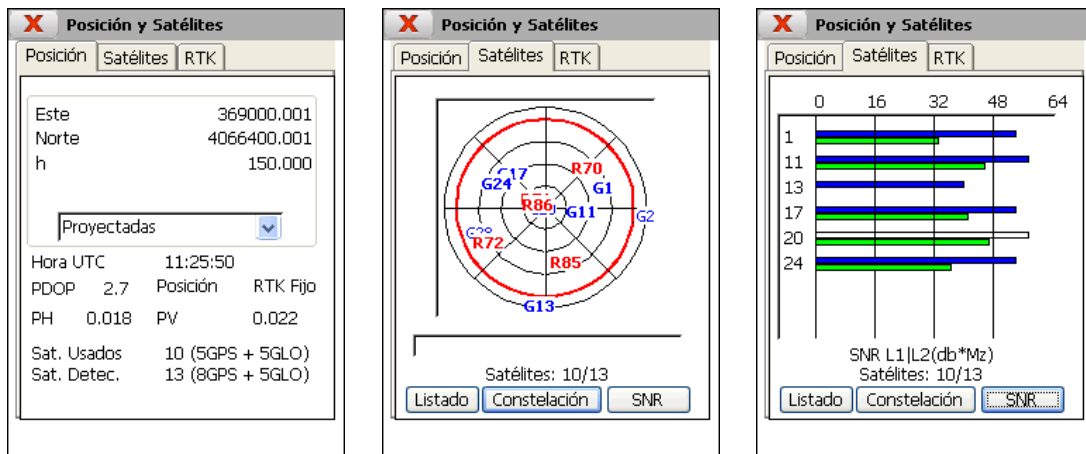 X Posición y Satélites
Posición Satélites RTK
Este 369000.001
Norte 4066400.001
h 150.000
Proyectadas
Hora UTC 11:25:50
PDOP 2.7 Posición RTK Fijo
PH 0.018 PV 0.022
Sat. Usados 10 (5GPS + 5GLO)
Sat. Detec. 13 (8GPS + 5GLO)
X Posición y Satélites
Posición Satélites RTK
R70
G24
G1
R86
G11
G2
R72
R85
G13
Satélites: 10/13
Listado Constelación SNR
X Posición y Satélites
Posición Satélites RTK
0 16 32 48 64
1
11
13
17
20
24
SNR L1|L2(db*Mz)
Satélites: 10/13
Listado Constelación SNR